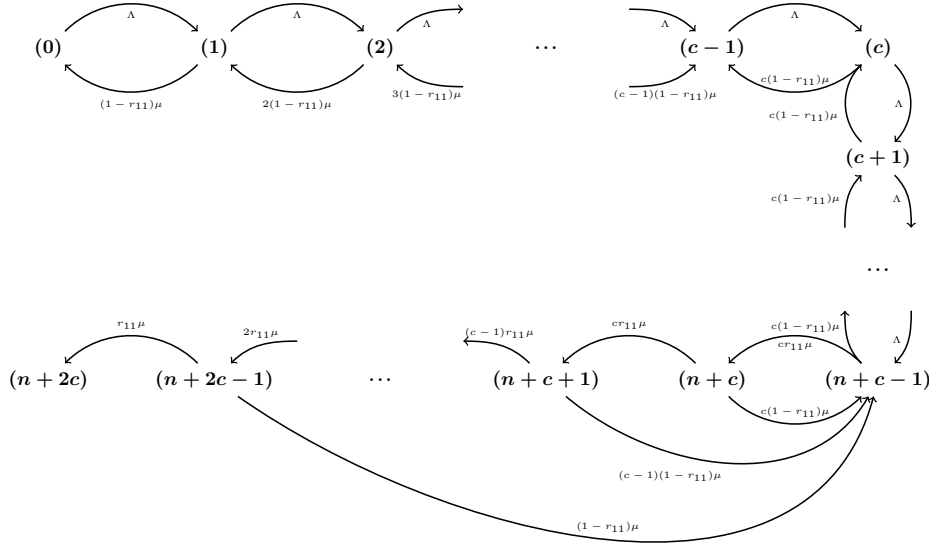 Λ Λ Λ Λ Λ
(0) (1) (2) ... (c − 1) (c)
(1 − r₁₁)μ 2(1 − r₁₁)μ 3(1 − r₁₁)μ (c − 1)(1 − r₁₁)μ c(1 − r₁₁)μ
c(1 − r₁₁)μ Λ
(c + 1)
c(1 − r₁₁)μ Λ
...
r₁₁μ 2r₁₁μ (c − 1)r₁₁μ cr₁₁μ c(1 − r₁₁)μ Λ
cr₁₁μ
(n + 2c) (n + 2c − 1) ... (n + c + 1) (n + c) (n + c − 1)
c(1 − r₁₁)μ
(c − 1)(1 − r₁₁)μ
(1 − r₁₁)μ